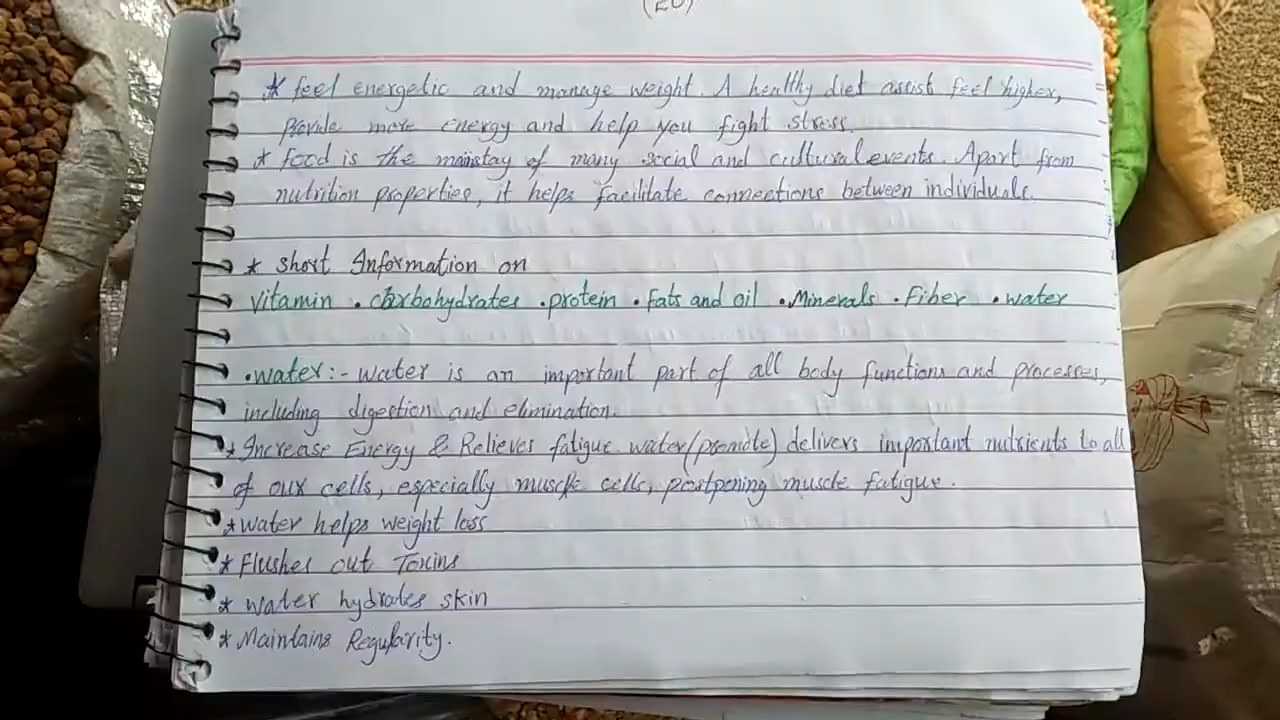 (20)
* feel energetic and manage weight. A healthy diet assist feel higher,
Provide more energy and help you fight stress.
* Food is the mainstay of many social and cultural events. Apart from
nutrition properties, it helps facilitate connections between individuals.
* Short Information on
Vitamin • carbohydrates • protein • Fats and oil • Minerals • Fiber • water
• water :- Water is an important part of all body functions and processes,
including digestion and elimination.
* Increase Energy & Relieves fatigue. water (promote) delivers important nutrients to all
of our cells, especially muscle cells, postpening muscle fatigue.
* water helps weight loss
* Flushes out Toxins
* Water hydrates skin
* Maintains Regularity.